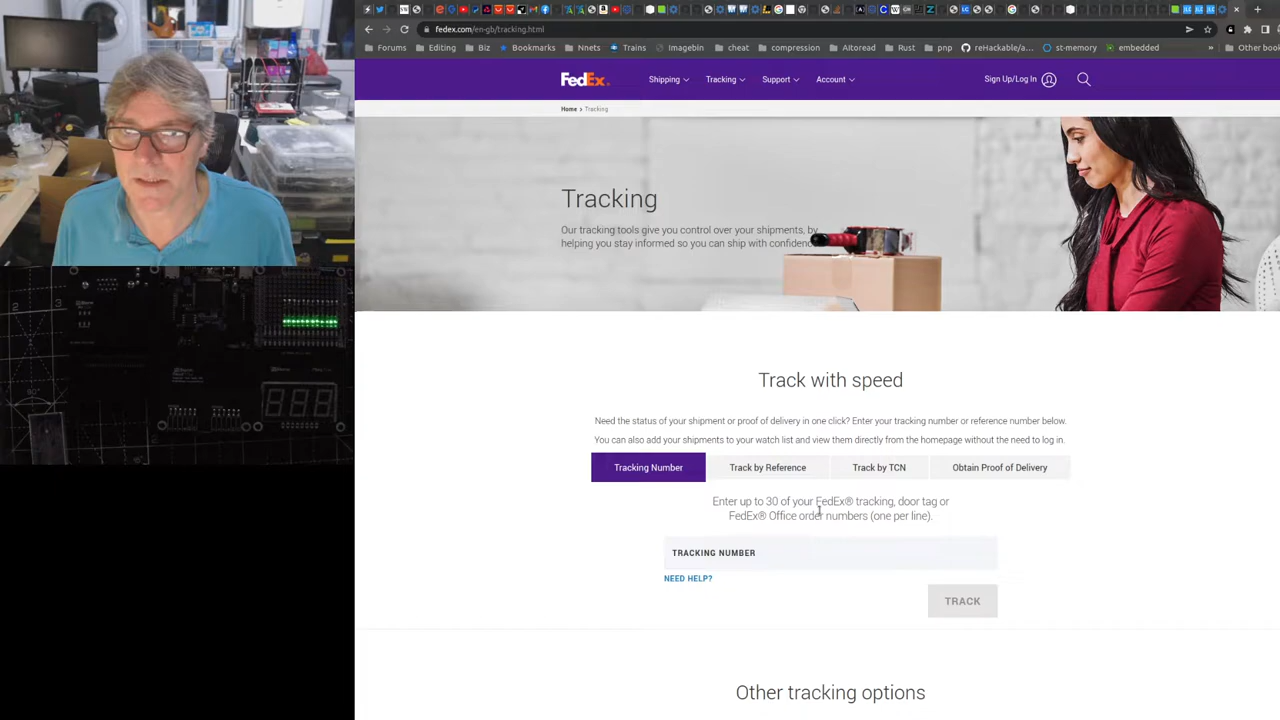 fedex.com/en-gb/tracking.html
Forums
Editing
Biz
Bookmarks
Nnets
Trains
Imagebin
cheat
compression
AItoread
Rust
pnp
reHackable/a...
st-memory
embedded
»
Other book
FedEx.
Shipping
Tracking
Support
Account
Sign Up/Log In
Home > Tracking
Tracking
Our tracking tools give you control over your shipments, by
helping you stay informed so you can ship with confidence.
Track with speed
Need the status of your shipment or proof of delivery in one click? Enter your tracking number or reference number below.
You can also add your shipments to your watch list and view them directly from the homepage without the need to log in.
Tracking Number
Track by Reference
Track by TCN
Obtain Proof of Delivery
Enter up to 30 of your FedEx® tracking, door tag or
FedEx® Office order numbers (one per line).
TRACKING NUMBER
NEED HELP?
TRACK
Other tracking options